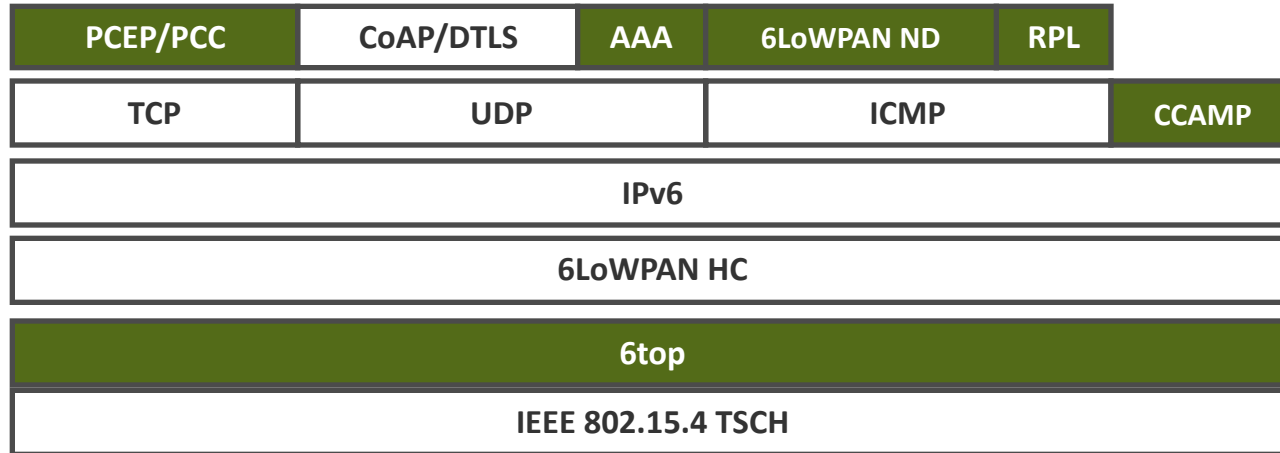 PCEP/PCC CoAP/DTLS AAA 6LoWPAN ND RPL
TCP UDP ICMP CCAMP
IPv6
6LoWPAN HC
6top
IEEE 802.15.4 TSCH